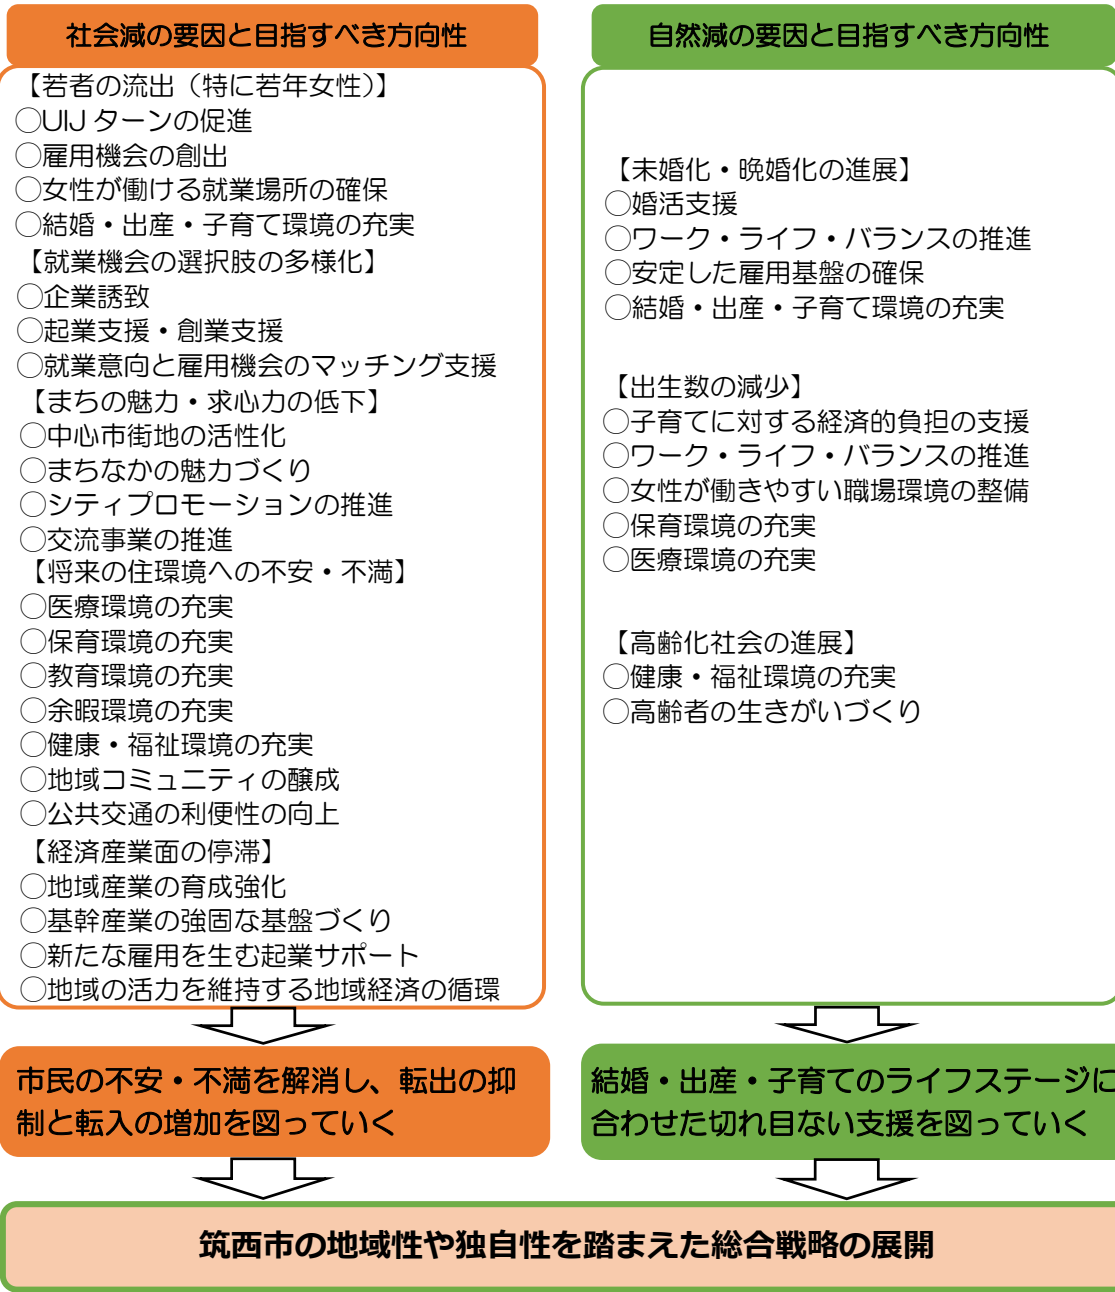 社会減の要因と目指すべき方向性
【若者の流出（特に若年女性）】
○UIJターンの促進
○雇用機会の創出
○女性が働ける就業場所の確保
○結婚・出産・子育て環境の充実
【就業機会の選択肢の多様化】
○企業誘致
○起業支援・創業支援
○就業意向と雇用機会のマッチング支援
【まちの魅力・求心力の低下】
○中心市街地の活性化
○まちなかの魅力づくり
○シティプロモーションの推進
○交流事業の推進
【将来の住環境への不安・不満】
○医療環境の充実
○保育環境の充実
○教育環境の充実
○余暇環境の充実
○健康・福祉環境の充実
○地域コミュニティの醸成
○公共交通の利便性の向上
【経済産業面の停滞】
○地域産業の育成強化
○基幹産業の強固な基盤づくり
○新たな雇用を生む起業サポート
○地域の活力を維持する地域経済の循環
市民の不安・不満を解消し、転出の抑
制と転入の増加を図っていく
自然減の要因と目指すべき方向性
【未婚化・晩婚化の進展】
○婚活支援
○ワーク・ライフ・バランスの推進
○安定した雇用基盤の確保
○結婚・出産・子育て環境の充実
【出生数の減少】
○子育てに対する経済的負担の支援
○ワーク・ライフ・バランスの推進
○女性が働きやすい職場環境の整備
○保育環境の充実
○医療環境の充実
【高齢化社会の進展】
○健康・福祉環境の充実
○高齢者の生きがいづくり
結婚・出産・子育てのライフステージに
合わせた切れ目ない支援を図っていく
筑西市の地域性や独自性を踏まえた総合戦略の展開